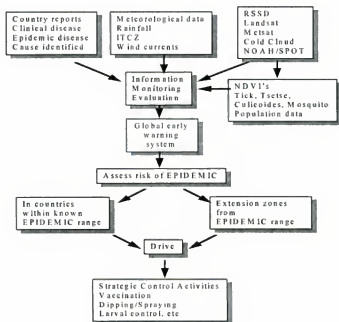 Country reports
Clinical disease
Epidemic disease
Cause identified
Meteorological data
Rainfall
ITCZ
Wind currents
RSSD
Landsat
Metsat
Cold Cloud
NOAH/SPOT
Information
Monitoring
Evaluation
NDVI's
Tick, Tsetse,
Culicoides, Mosquito
Population data
Global early
warning
system
Assess risk of EPIDEMIC
In countries
within known
EPIDEMIC range
Extension zones
from
EPIDEMIC range
Drive
Strategic Control Activities
Vaccination
Dipping/Spraying
Larval control, etc